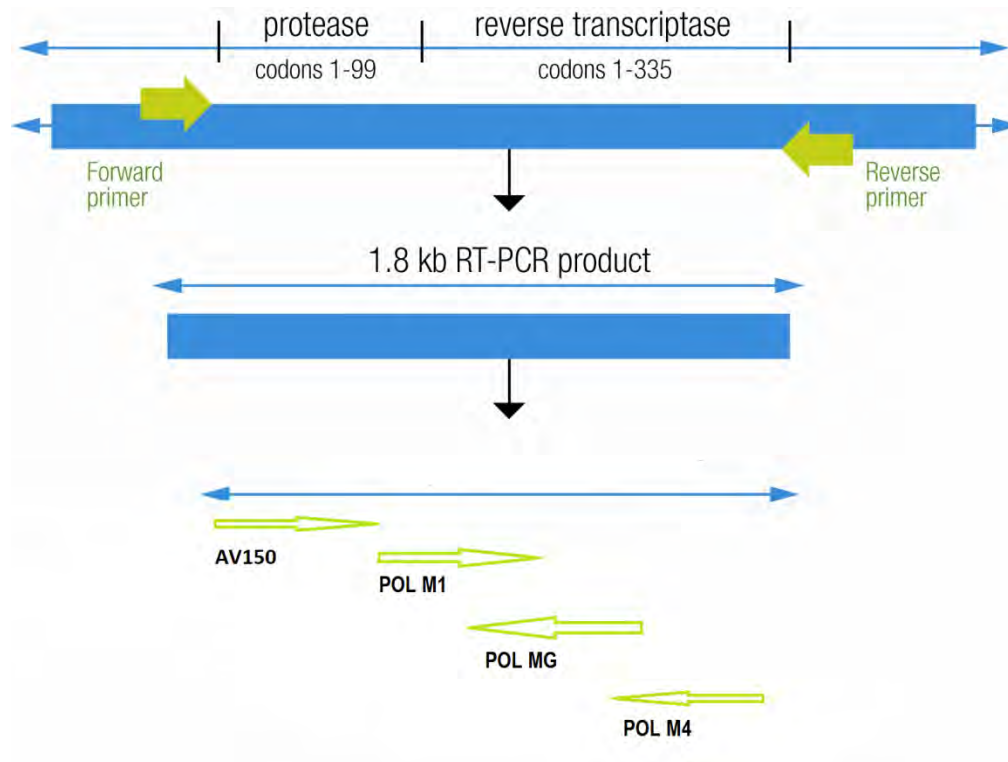 protease
reverse transcriptase
codons 1-99
codons 1-335
Forward
primer
Reverse
primer
1.8 kb RT-PCR product
AV150
POL M1
POL MG
POL M4